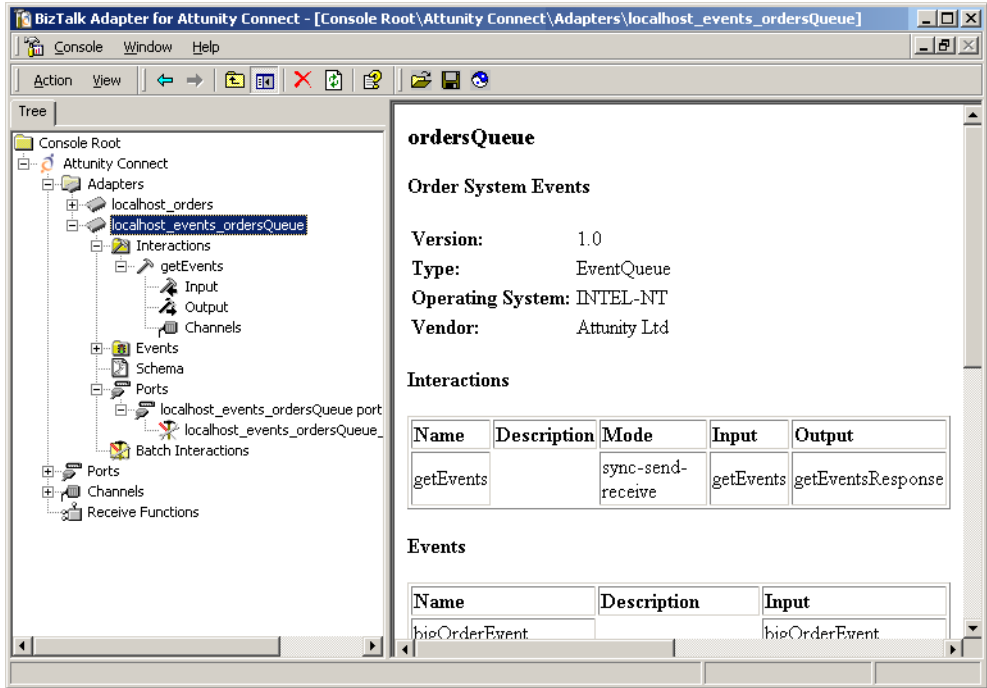 BizTalk Adapter for Attunity Connect - [Console Root\Attunity Connect\Adapters\localhost_events_ordersQueue]
Console Window Help
Action View
Tree
Console Root
Attunity Connect
Adapters
localhost_orders
localhost_events_ordersQueue
Interactions
getEvents
Input
Output
Channels
Events
Schema
Ports
localhost_events_ordersQueue port
localhost_events_ordersQueue_
Batch Interactions
Ports
Channels
Receive Functions
ordersQueue
Order System Events
Version: 1.0
Type: EventQueue
Operating System: INTEL-NT
Vendor: Attunity Ltd
Interactions
Name Description Mode Input Output
getEvents sync-send-receive getEvents getEventsResponse
Events
Name Description Input
bigOrderEvent bigOrderEvent